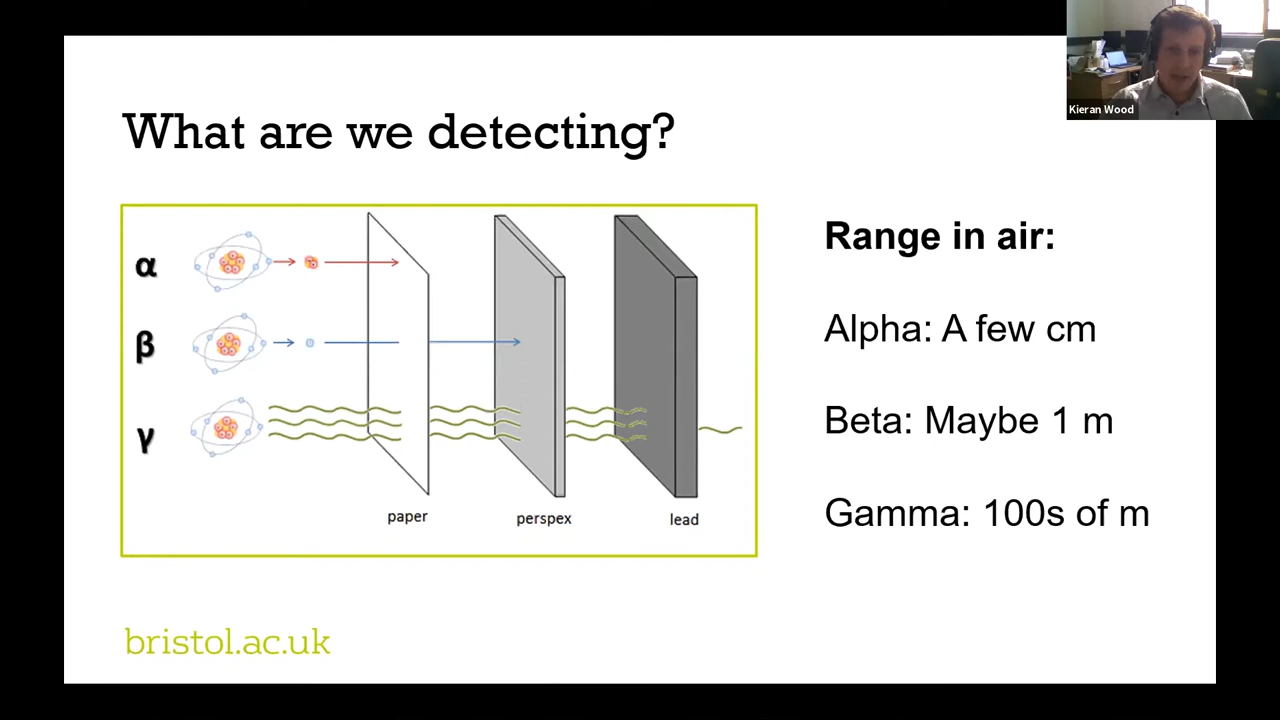 Kieran Wood
What are we detecting?
α
β
γ
paper
perspex
lead
Range in air:
Alpha: A few cm
Beta: Maybe 1 m
Gamma: 100s of m
bristol.ac.uk